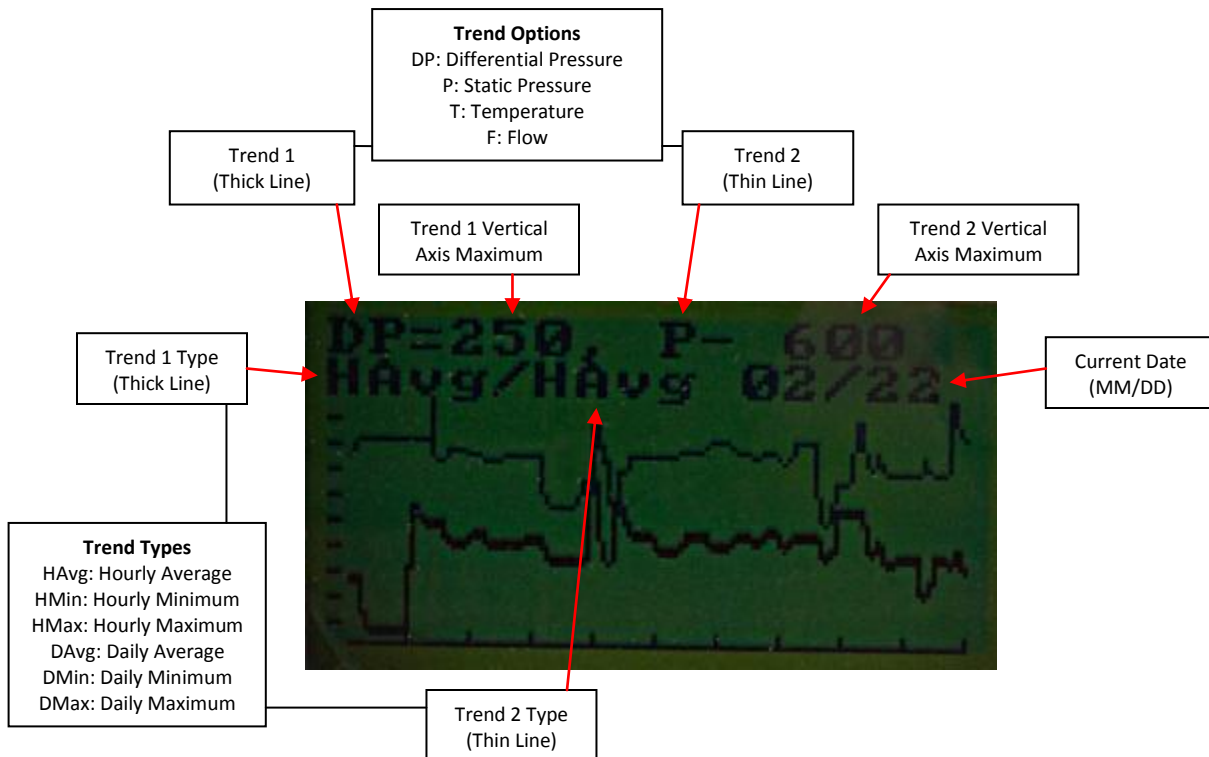 Trend Options
DP: Differential Pressure
P: Static Pressure
T: Temperature
F: Flow
Trend 1
(Thick Line)
Trend 2
(Thin Line)
Trend 1 Vertical
Axis Maximum
Trend 2 Vertical
Axis Maximum
DP=250, P- 600
HAvg/HAvg 02/22
Trend 1 Type
(Thick Line)
Current Date
(MM/DD)
Trend Types
HAvg: Hourly Average
HMin: Hourly Minimum
HMax: Hourly Maximum
DAvg: Daily Average
DMin: Daily Minimum
DMax: Daily Maximum
Trend 2 Type
(Thin Line)